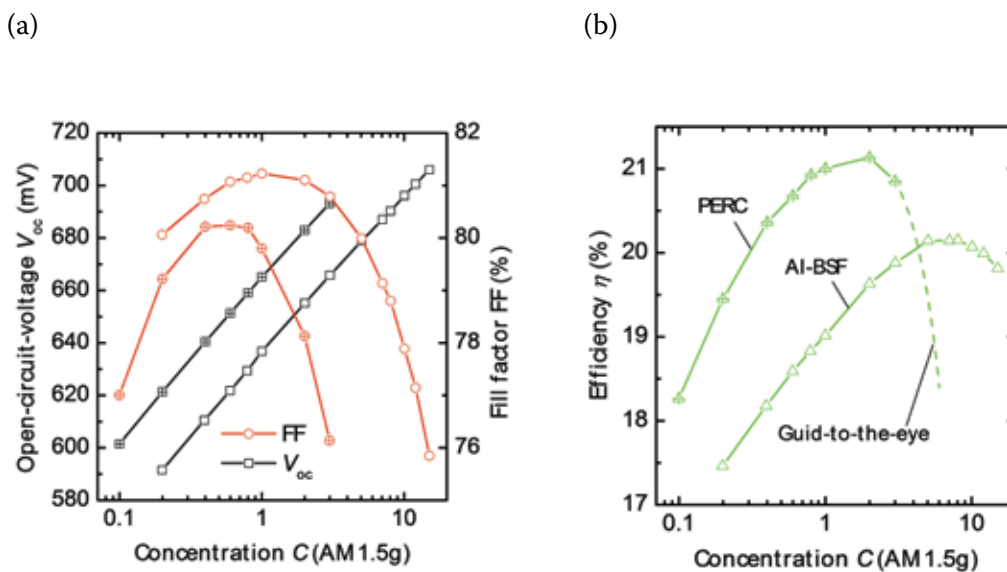 (a)
(b)
720
700
680
660
640
620
600
580
Open-circuit-voltage Voc (mV)
82
80
78
76
Fill factor FF (%)
FF
Voc
0.1
1
10
Concentration C (AM1.5g)
21
20
19
18
17
Efficiency η (%)
PERC
Al-BSF
Guid-to-the-eye
0.1
1
10
Concentration C (AM1.5g)